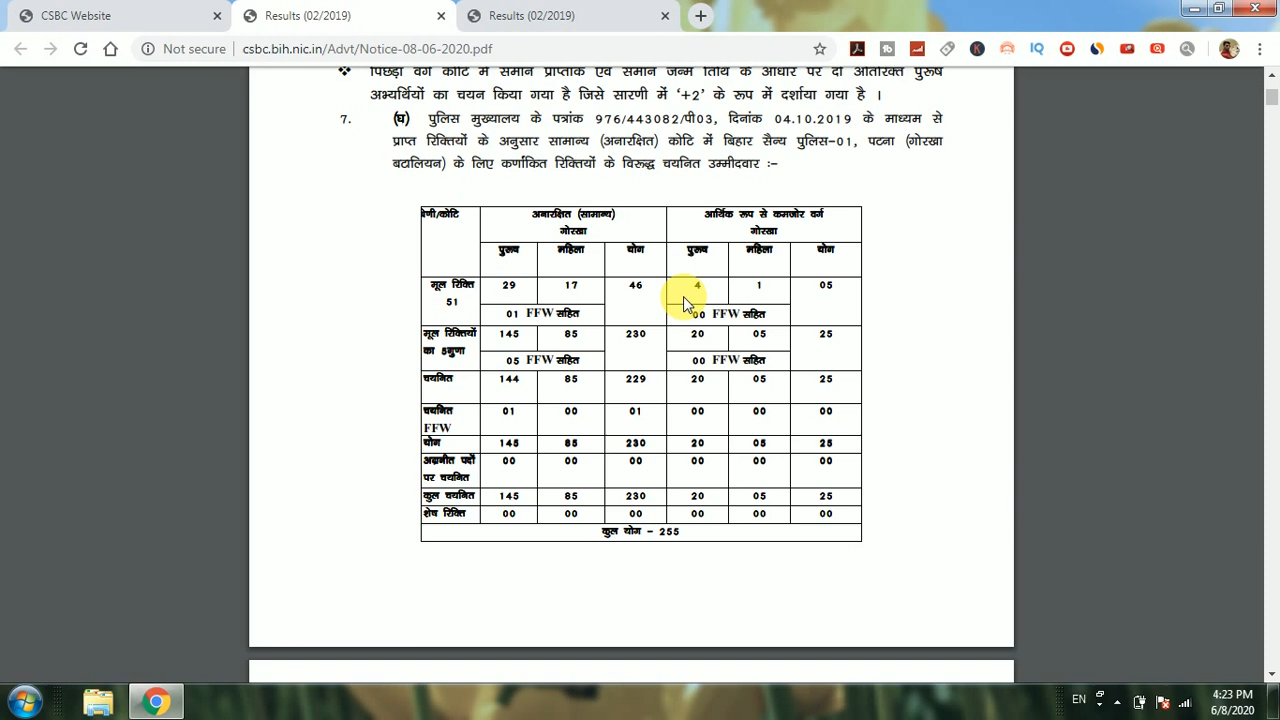 CSBC Website
Results (02/2019)
Results (02/2019)
Not secure
csbc.bih.nic.in/Advt/Notice-08-06-2020.pdf
पिछड़ा वर्ग कोटि में समान प्राप्तांक एवं समान जन्म तिथि के आधार पर दो अतिरिक्त पुरूष
अभ्यर्थियों का चयन किया गया है जिसे सारणी में ‘+2’ के रूप में दर्शाया गया है ।
7. (घ) पुलिस मुख्यालय के पत्रांक 976/443082/पी03, दिनांक 04.10.2019 के माध्यम से
प्राप्त रिक्तियों के अनुसार सामान्य (अनारक्षित) कोटि में बिहार सैन्य पुलिस-01, पटना (गोरखा
बटालियन) के लिए कर्णांकित रिक्तियों के विरूद्ध चयनित उम्मीदवार :-
श्रेणी/कोटि अनारक्षित (सामान्य) आर्थिक रूप से कमजोर वर्ग
गोरखा गोरखा
पुरूष महिला योग पुरूष महिला योग
मूल रिक्ति 29 17 46 4 1 05
51
01 FFW सहित 00 FFW सहित
मूल रिक्तियों 145 85 230 20 05 25
का 5गुणा
05 FFW सहित 00 FFW सहित
चयनित 144 85 229 20 05 25
चयनित 01 00 01 00 00 00
FFW
योग 145 85 230 20 05 25
अग्रनीत पदों 00 00 00 00 00 00
पर चयनित
कुल चयनित 145 85 230 20 05 25
शेष रिक्ति 00 00 00 00 00 00
कुल योग - 255
EN
4:23 PM
6/8/2020